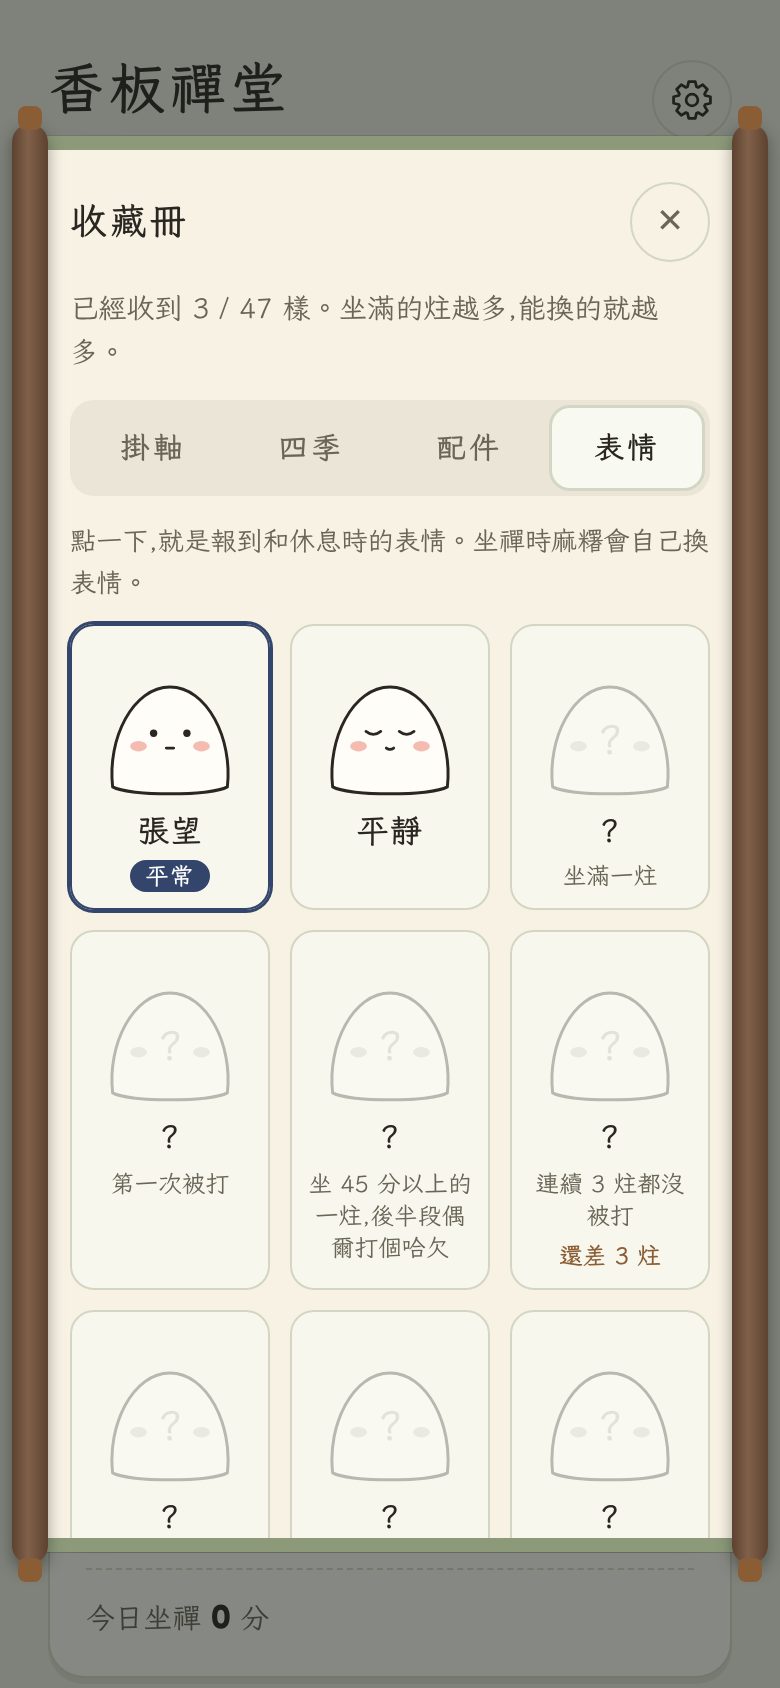 香板禪堂
收藏冊
已經收到 3 / 47 樣。坐滿的炷越多,能換的就越
多。
掛軸 四季 配件 表情
點一下,就是報到和休息時的表情。坐禪時麻糬會自己換
表情。
?
張望 平靜 ?
平常 坐滿一炷
? ? ?
? ? ?
第一次被打
坐 45 分以上的
一炷,後半段偶
爾打個哈欠
連續 3 炷都沒
被打
還差 3 炷
? ? ?
? ? ?
今日坐禪 0 分